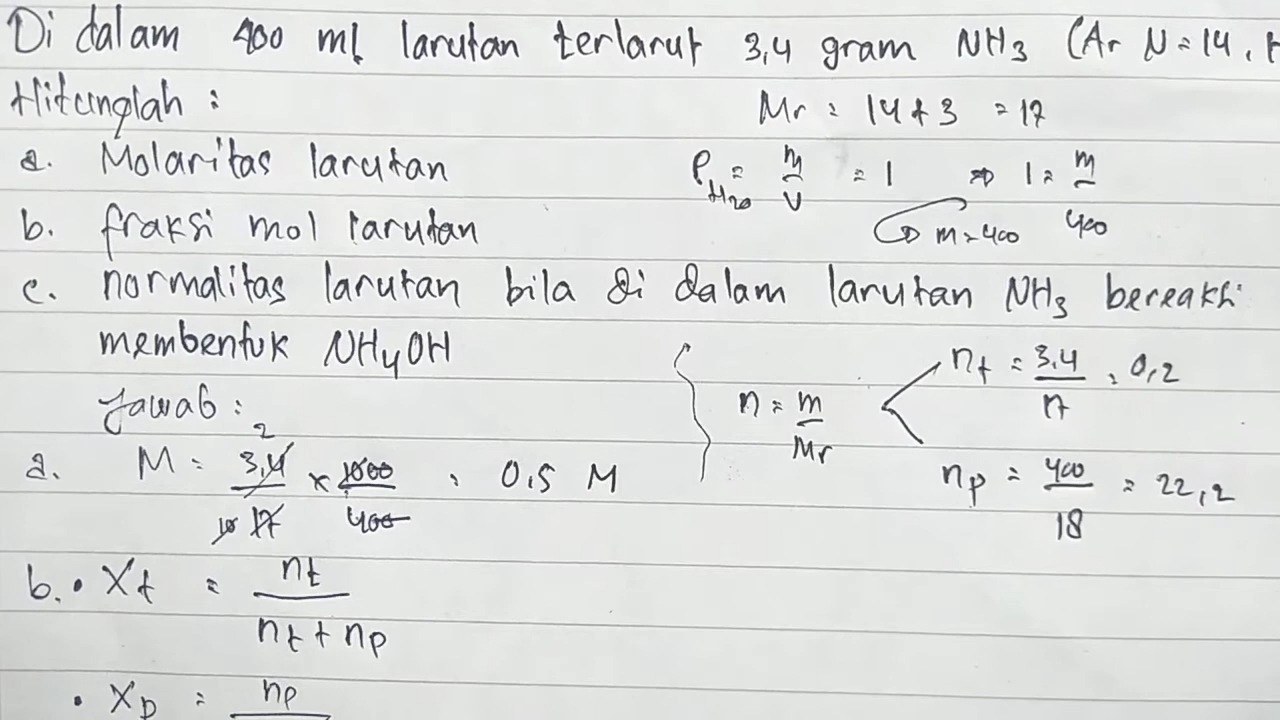 Di dalam 400 ml larutan terlarut 3,4 gram NH3 (Ar N = 14,
Hitunglah :
Mr = 14 + 3 = 17
a. Molaritas larutan
ρH2O = m/v = 1 ⇒ 1 = m/400
m = 400
b. fraksi mol larutan
c. normalitas larutan bila di dalam larutan NH3 bereaksi
membentuk NH4OH
Jawab :
n = m/Mr
nt = 3,4/17 = 0,2
np = 400/18 = 22,2
a. M = 3,4/17 × 1000/400 = 0,5 M
b. • Xt = nt/nt + np
• Xp = np